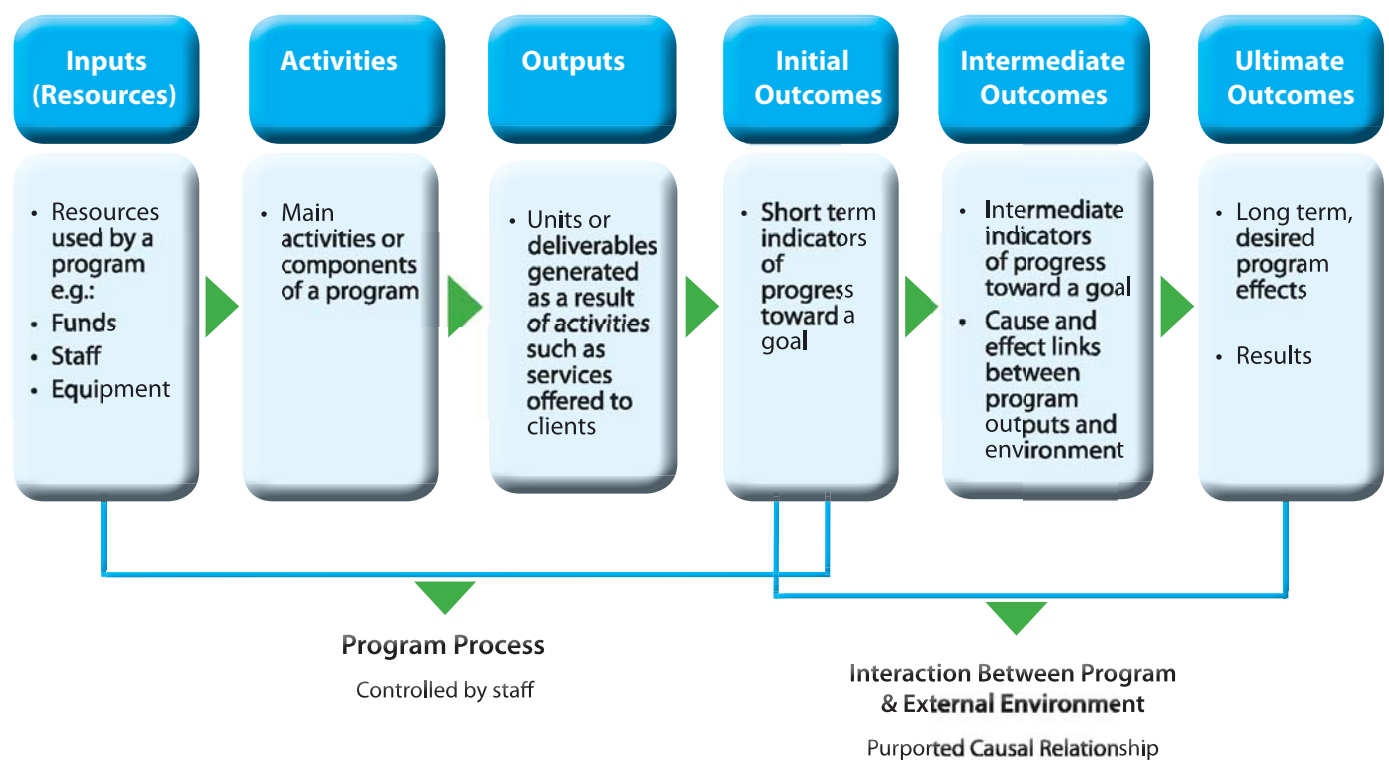 Inputs
(Resources)
Activities
Outputs
Initial
Outcomes
Intermediate
Outcomes
Ultimate
Outcomes
• Resources
used by a
program
e.g.:
• Funds
• Staff
• Equipment
• Main
activities or
components
of a program
• Units or
deliverables
generated
as a result
of activities
such as
services
offered to
clients
• Short term
indicators
of
progress
toward a
goal
• Intermediate
indicators
of progress
toward a goal
• Cause and
effect links
between
program
outputs and
environment
• Long term,
desired
program
effects
• Results
Program Process
Controlled by staff
Interaction Between Program
& External Environment
Purported Causal Relationship